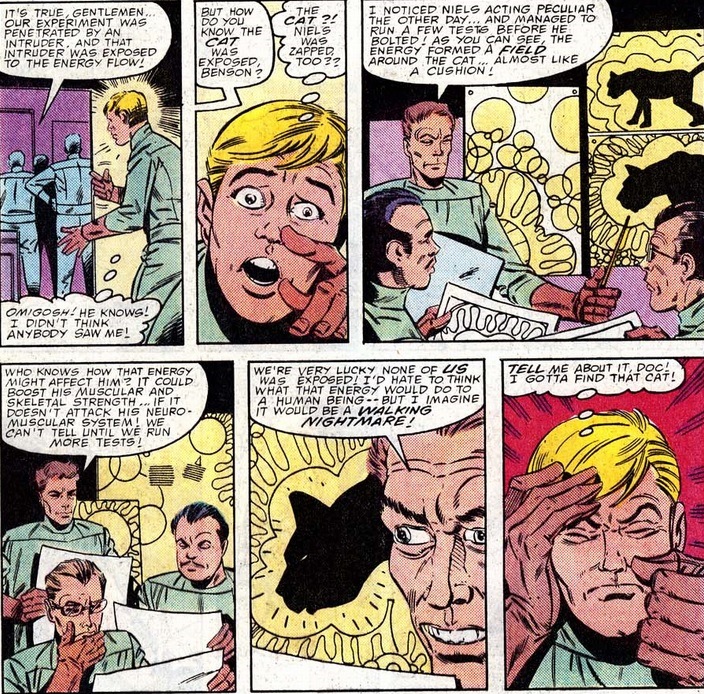 IT'S TRUE, GENTLEMEN...
OUR EXPERIMENT WAS
PENETRATED BY AN
INTRUDER, AND THAT
INTRUDER WAS EXPOSED
TO THE ENERGY FLOW!
OMIGOSH! HE KNOWS!
I DIDN'T THINK
ANYBODY SAW ME!
BUT HOW
DO YOU
KNOW THE
CAT
WAS
EXPOSED,
BENSON?
THE
CAT?!
NIELS
WAS
ZAPPED,
TOO??
I NOTICED NIELS ACTING PECULIAR
THE OTHER DAY... AND MANAGED TO
RUN A FEW TESTS BEFORE HE
BOLTED! AS YOU CAN SEE, THE
ENERGY FORMED A FIELD
AROUND THE CAT... ALMOST LIKE
A CUSHION!
WHO KNOWS HOW THAT ENERGY
MIGHT AFFECT HIM? IT COULD
BOOST HIS MUSCULAR AND
SKELETAL STRENGTH... IF IT
DOESN'T ATTACK HIS NEURO-
MUSCULAR SYSTEM! WE
CAN'T TELL UNTIL WE RUN
MORE TESTS!
WE'RE VERY LUCKY NONE OF US
WAS EXPOSED! I'D HATE TO THINK
WHAT THAT ENERGY WOULD DO TO
A HUMAN BEING-- BUT I IMAGINE
IT WOULD BE A WALKING
NIGHTMARE!
TELL ME ABOUT IT, DOC!
I GOTTA FIND THAT CAT!